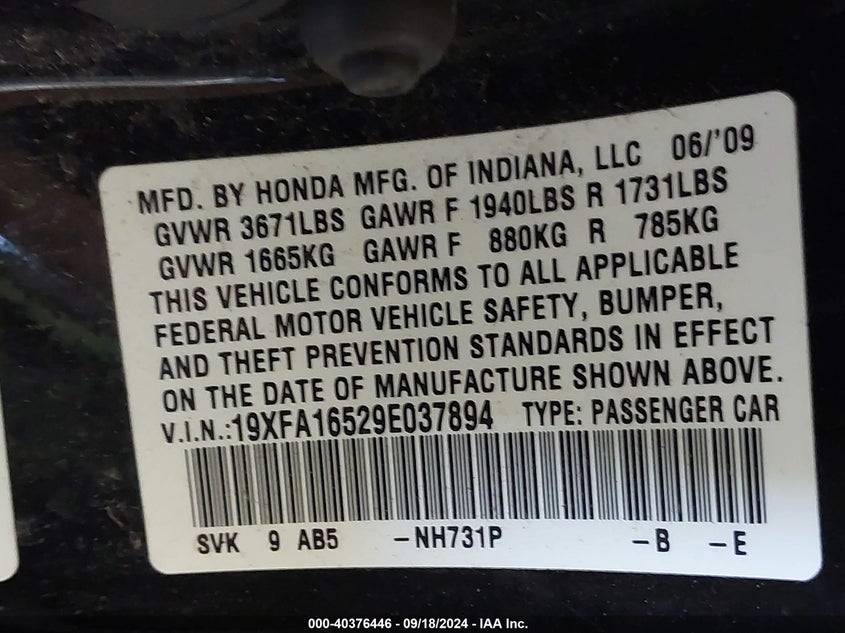 MFD. BY HONDA MFG. OF INDIANA, LLC 06/'09
GVWR 3671LBS GAWR F 1940LBS R 1731LBS
GVWR 1665KG GAWR F 880KG R 785KG
THIS VEHICLE CONFORMS TO ALL APPLICABLE
FEDERAL MOTOR VEHICLE SAFETY, BUMPER,
AND THEFT PREVENTION STANDARDS IN EFFECT
ON THE DATE OF MANUFACTURE SHOWN ABOVE.
V.I.N.:19XFA16529E037894 TYPE: PASSENGER CAR
SVK 9 AB5 -NH731P -B -E
000-40376446 - 09/18/2024 - IAA Inc.